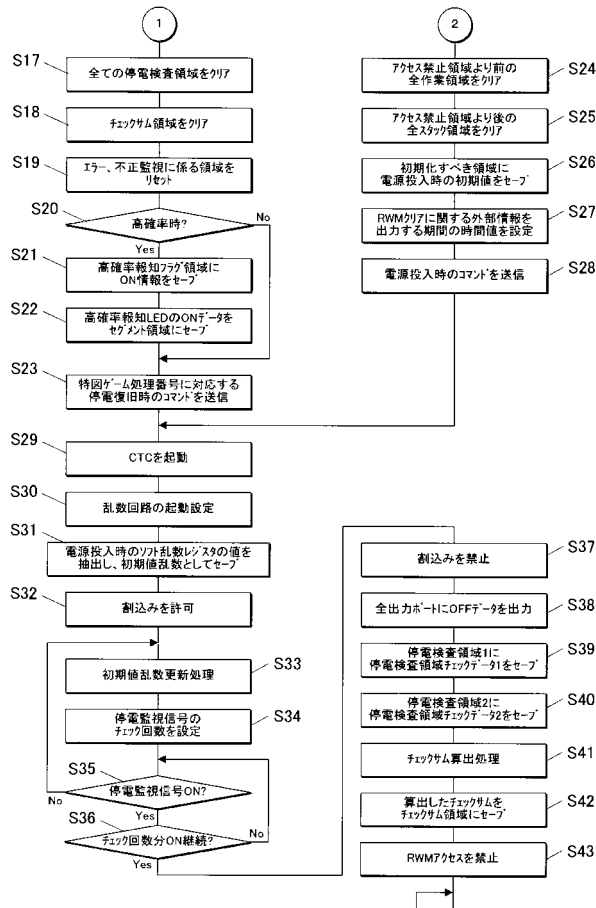 1
S17
全ての停電検査領域をクリア
S18
チェックサム領域をクリア
S19
エラー、不正監視に係る領域を
リセット
S20
高確率時?
No
Yes
S21
高確率報知フラグ領域に
ON情報をセーブ
S22
高確率報知LEDのONデータを
セグメント領域にセーブ
S23
特図ゲーム処理番号に対応する
停電復旧時のコマンドを送信
2
アクセス禁止領域より前の
全作業領域をクリア
S24
アクセス禁止領域より後の
全スタック領域をクリア
S25
初期化すべき領域に
電源投入時の初期値をセーブ
S26
RWMクリアに関する外部情報を
出力する期間の時間値を設定
S27
電源投入時のコマンドを送信
S28
S29
CTCを起動
S30
乱数回路の起動設定
S31
電源投入時のソフト乱数レジスタの値を
抽出し、初期値乱数としてセーブ
S32
割込みを許可
初期値乱数更新処理
S33
停電監視信号の
チェック回数を設定
S34
S35
停電監視信号ON?
No
Yes
S36
チェック回数分ON継続?
No
Yes
割込みを禁止
S37
全出力ポートにOFFデータを出力
S38
停電検査領域1に
停電検査領域チェックデータ1をセーブ
S39
停電検査領域2に
停電検査領域チェックデータ2をセーブ
S40
チェックサム算出処理
S41
算出したチェックサムを
チェックサム領域にセーブ
S42
RWMアクセスを禁止
S43